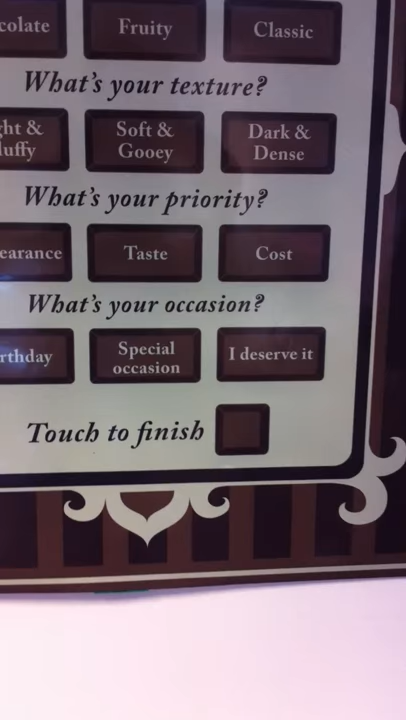 colate Fruity Classic
What's your texture?
ght & Soft & Dark &
luffy Gooey Dense
What's your priority?
earance Taste Cost
What's your occasion?
rthday Special occasion I deserve it
Touch to finish